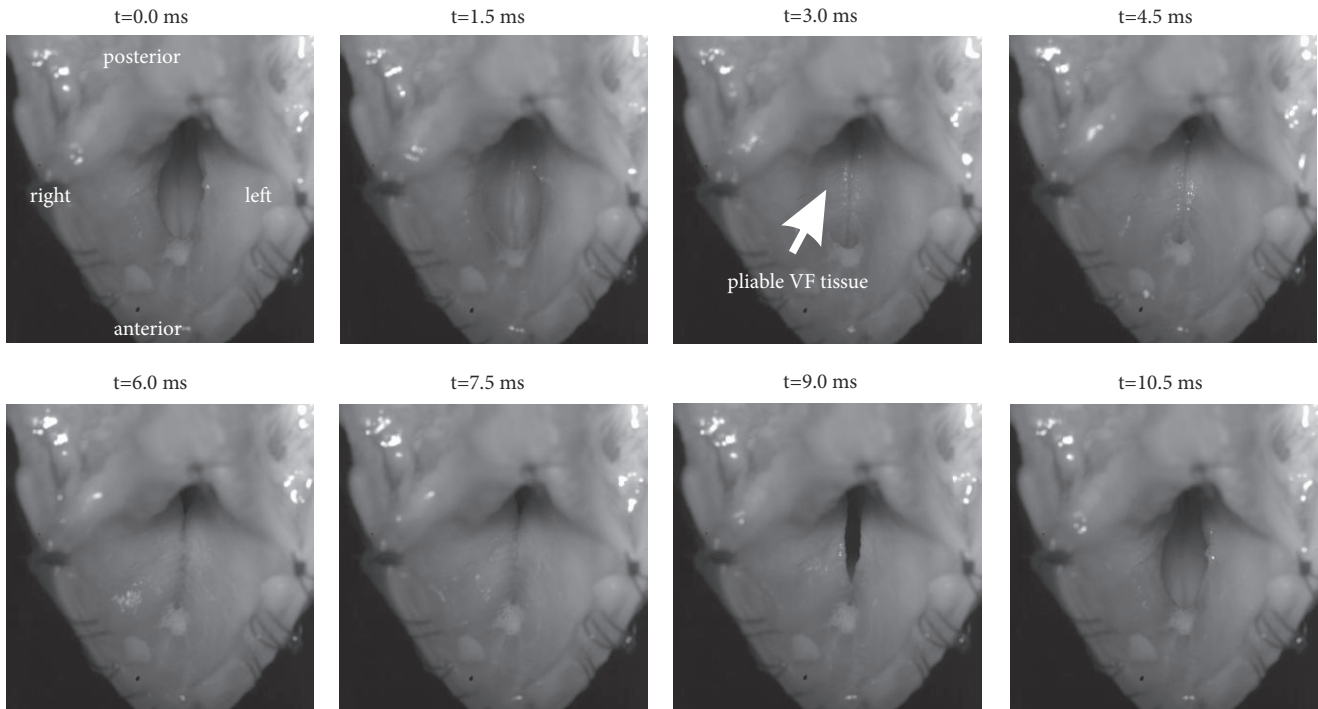 t=0.0 ms
t=1.5 ms
t=3.0 ms
t=4.5 ms
posterior
right
left
anterior
pliable VF tissue
t=6.0 ms
t=7.5 ms
t=9.0 ms
t=10.5 ms